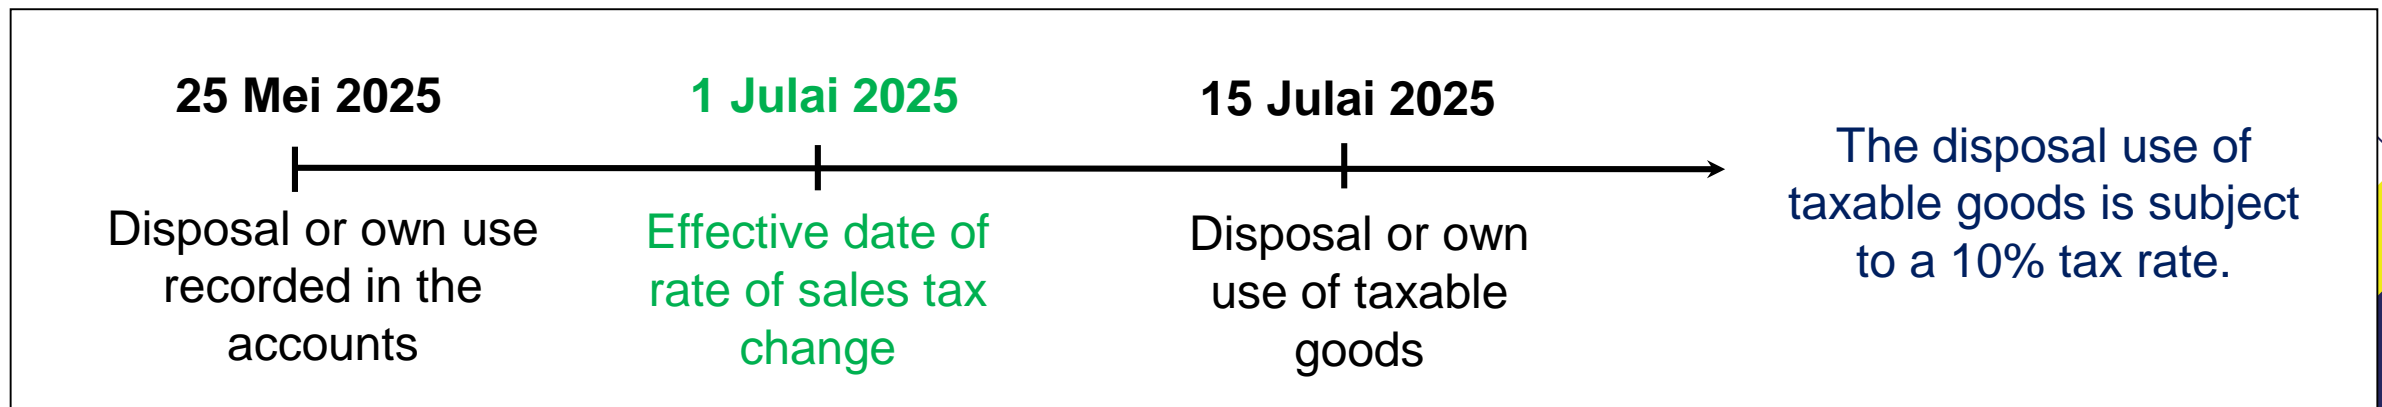 25 Mei 2025
Disposal or own use
recorded in the
accounts
1 Julai 2025
Effective date of
rate of sales tax
change
15 Julai 2025
Disposal or own
use of taxable
goods
The disposal use of
taxable goods is subject
to a 10% tax rate.